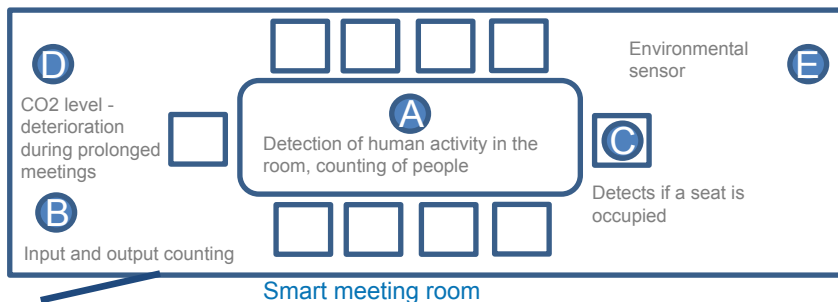 D
CO2 level -
deterioration
during prolonged
meetings
B
Input and output counting
A
Detection of human activity in the
room, counting of people
Environmental
sensor
E
C
Detects if a seat is
occupied
Smart meeting room